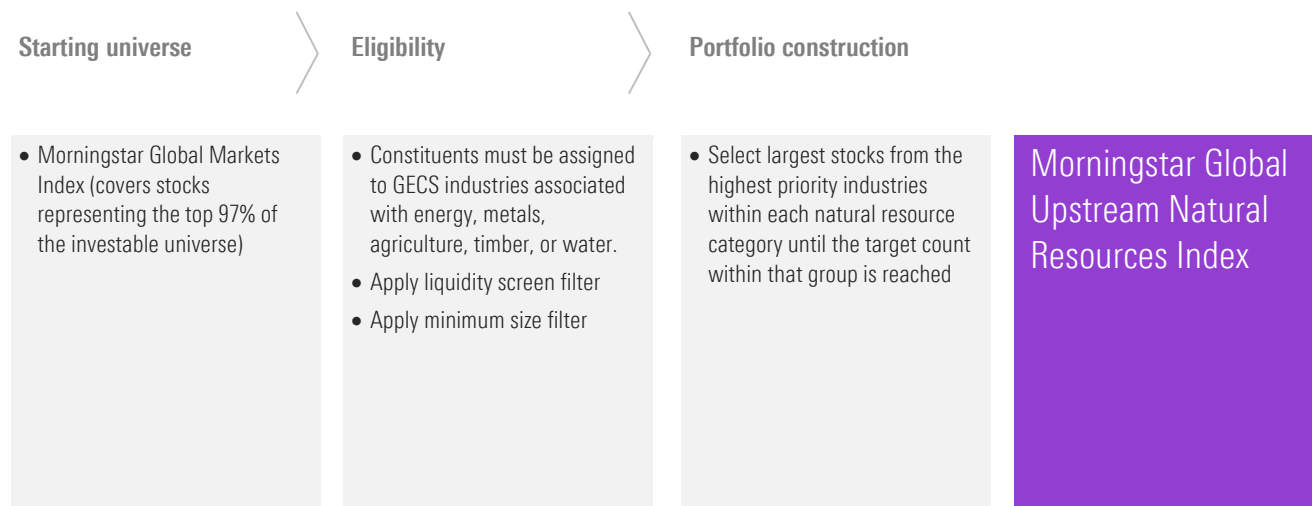 Starting universe
Eligibility
Portfolio construction
• Morningstar Global Markets
Index (covers stocks
representing the top 97% of
the investable universe)
• Constituents must be assigned
to GECS industries associated
with energy, metals,
agriculture, timber, or water.
• Apply liquidity screen filter
• Apply minimum size filter
• Select largest stocks from the
highest priority industries
within each natural resource
category until the target count
within that group is reached
Morningstar Global
Upstream Natural
Resources Index